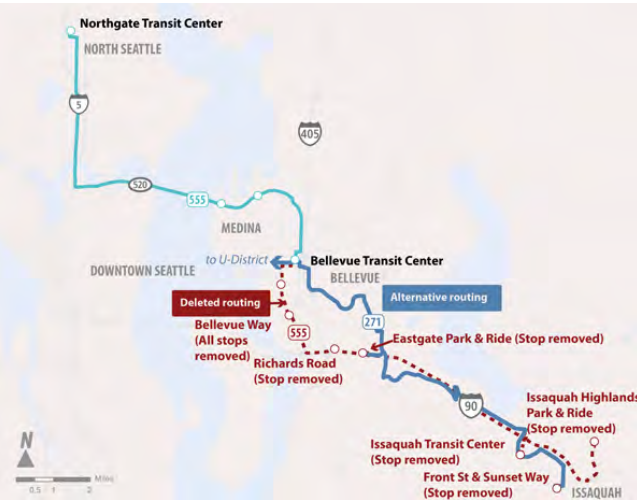 Northgate Transit Center
NORTH SEATTLE
5
405
520
555
MEDINA
to U-District
Bellevue Transit Center
DOWNTOWN SEATTLE
BELLEVUE
Deleted routing
Alternative routing
Bellevue Way
(All stops
removed)
555
271
Eastgate Park & Ride (Stop removed)
Richards Road
(Stop removed)
90
Issaquah Highlands
Park & Ride
(Stop removed)
Issaquah Transit Center
(Stop removed)
Front St & Sunset Way
(Stop removed)
ISSAQUAH
N
Miles
0.5 1 2